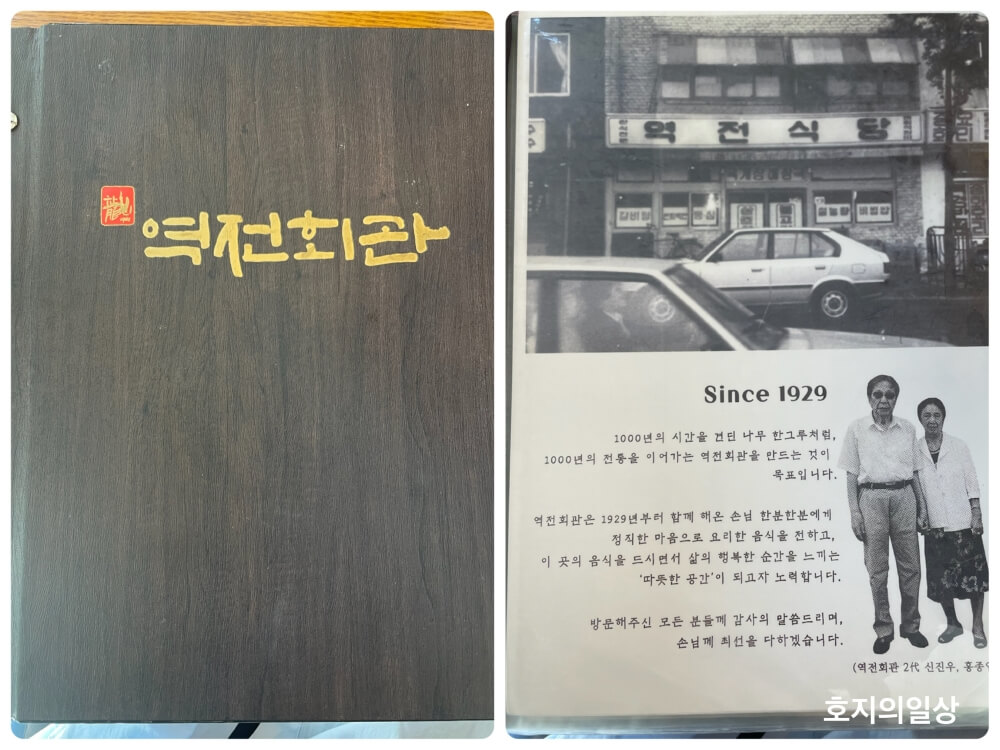 역전회관
역전식당
갈비탕
비빔밥
Since 1929
1000년의 시간을 견딘 나무 한그루처럼,
1000년의 전통을 이어가는 역전회관을 만드는 것이
목표입니다.
역전회관은 1929년부터 함께 해온 손님 한분한분에게
정직한 마음으로 요리한 음식을 전하고,
이 곳의 음식을 드시면서 삶의 행복한 순간을 느끼는
'따뜻한 공간'이 되고자 노력합니다.
방문해주신 모든 분들께 감사의 말씀드리며,
손님께 최선을 다하겠습니다.
(역전회관 2代 신진우, 홍종
호지의일상